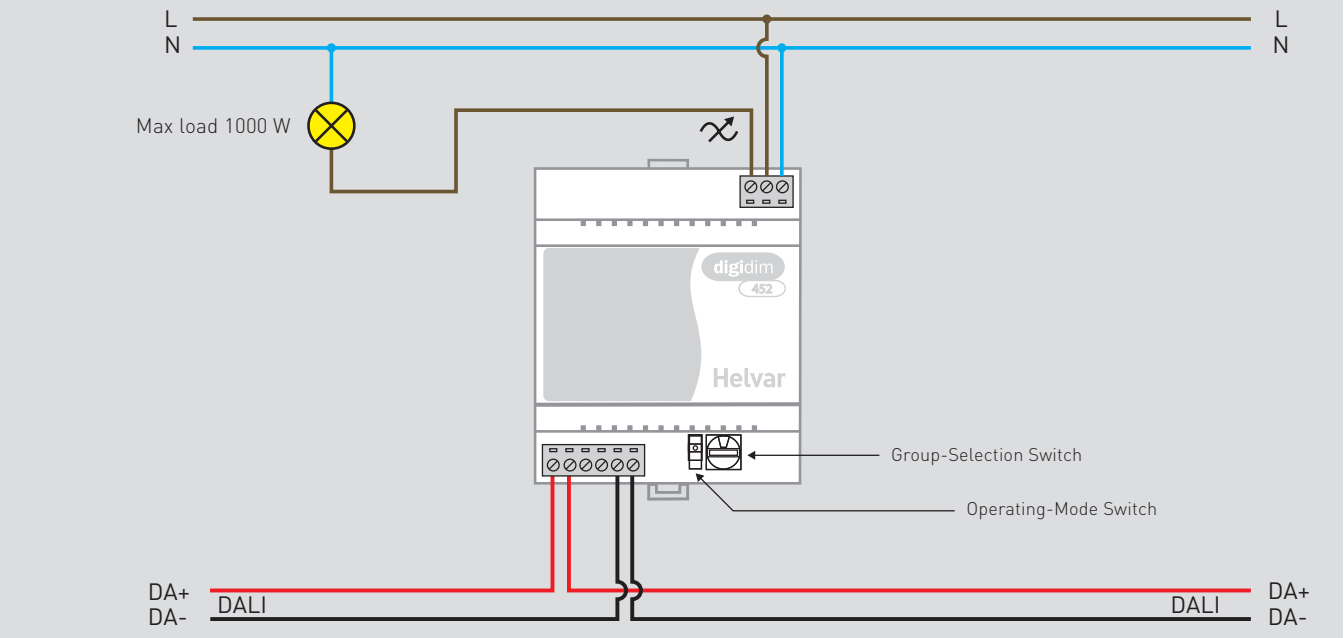 L
L
N
N
Max load 1000 W
digidim
452
Helvar
Group-Selection Switch
Operating-Mode Switch
DA+
DALI
DA-
DA+
DALI
DA-